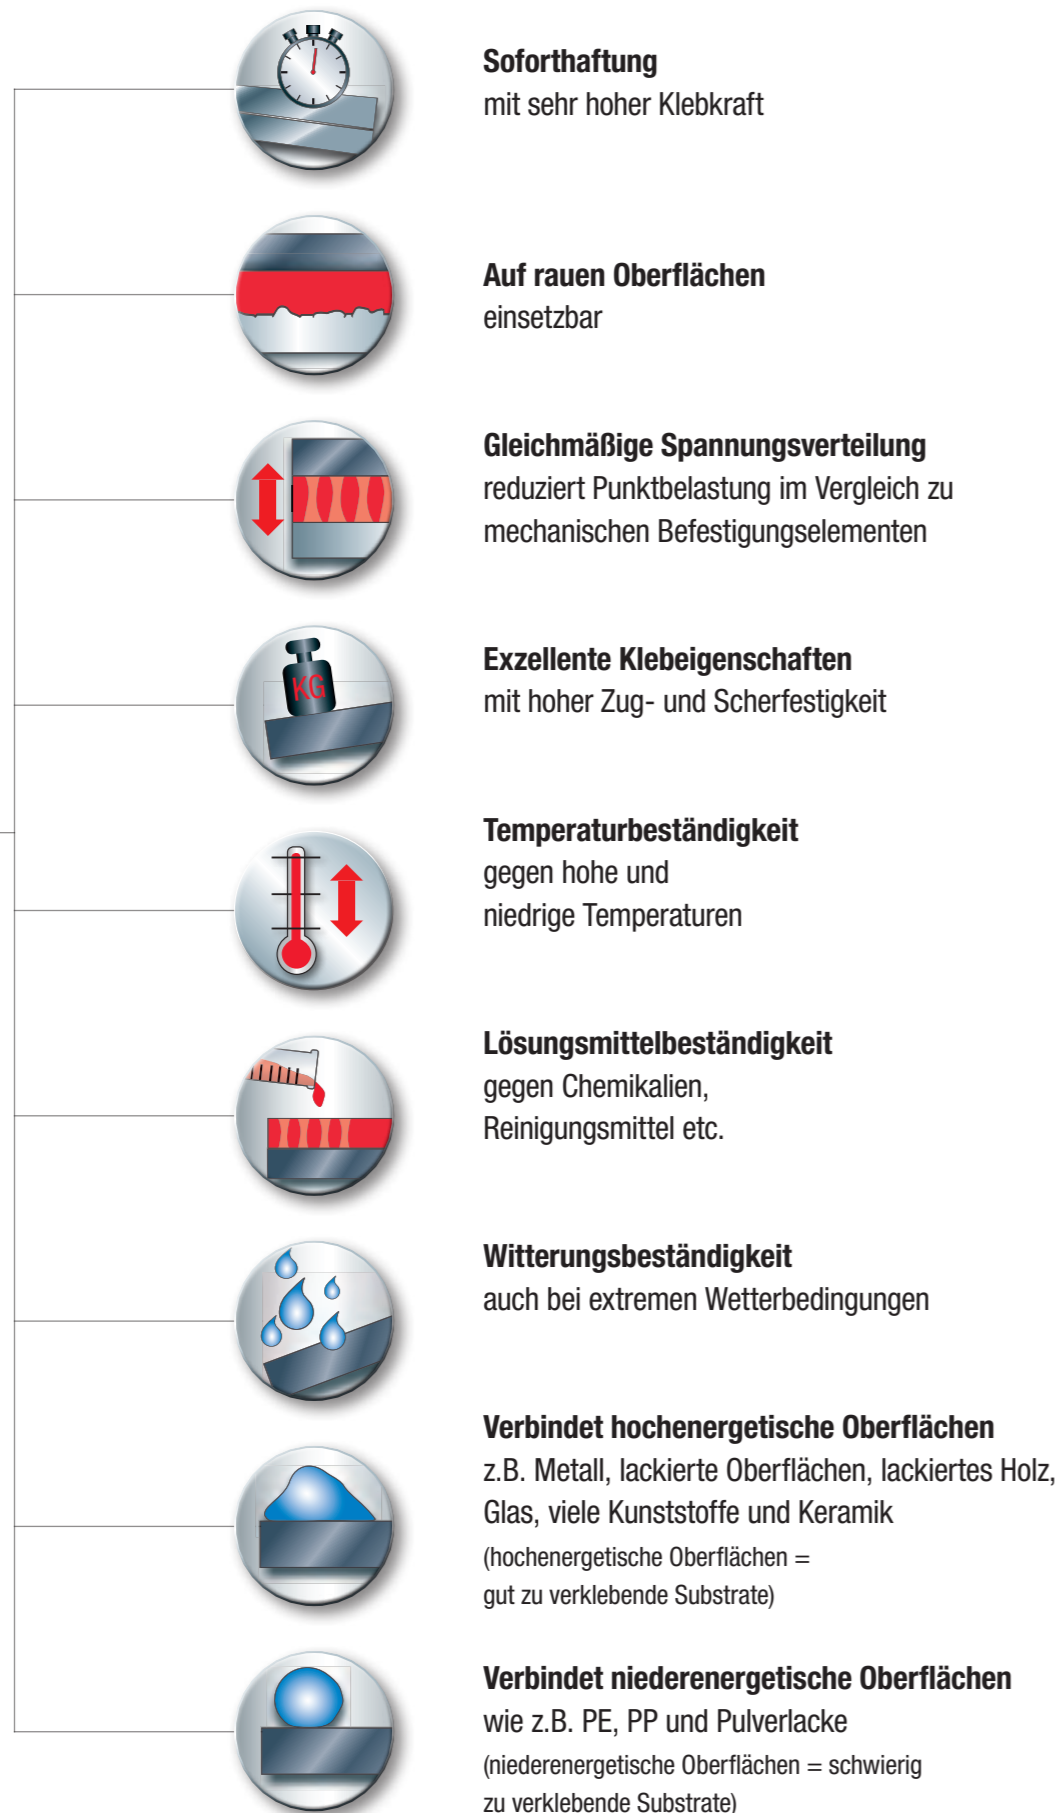 Soforthaftung
mit sehr hoher Klebkraft
Auf rauen Oberflächen
einsetzbar
Gleichmäßige Spannungsverteilung
reduziert Punktbelastung im Vergleich zu
mechanischen Befestigungselementen
KG
Exzellente Klebeigenschaften
mit hoher Zug- und Scherfestigkeit
Temperaturbeständigkeit
gegen hohe und
niedrige Temperaturen
Lösungsmittelbeständigkeit
gegen Chemikalien,
Reinigungsmittel etc.
Witterungsbeständigkeit
auch bei extremen Wetterbedingungen
Verbindet hochenergetische Oberflächen
z.B. Metall, lackierte Oberflächen, lackiertes Holz,
Glas, viele Kunststoffe und Keramik
(hochenergetische Oberflächen =
gut zu verklebende Substrate)
Verbindet niederenergetische Oberflächen
wie z.B. PE, PP und Pulverlacke
(niederenergetische Oberflächen = schwierig
zu verklebende Substrate)